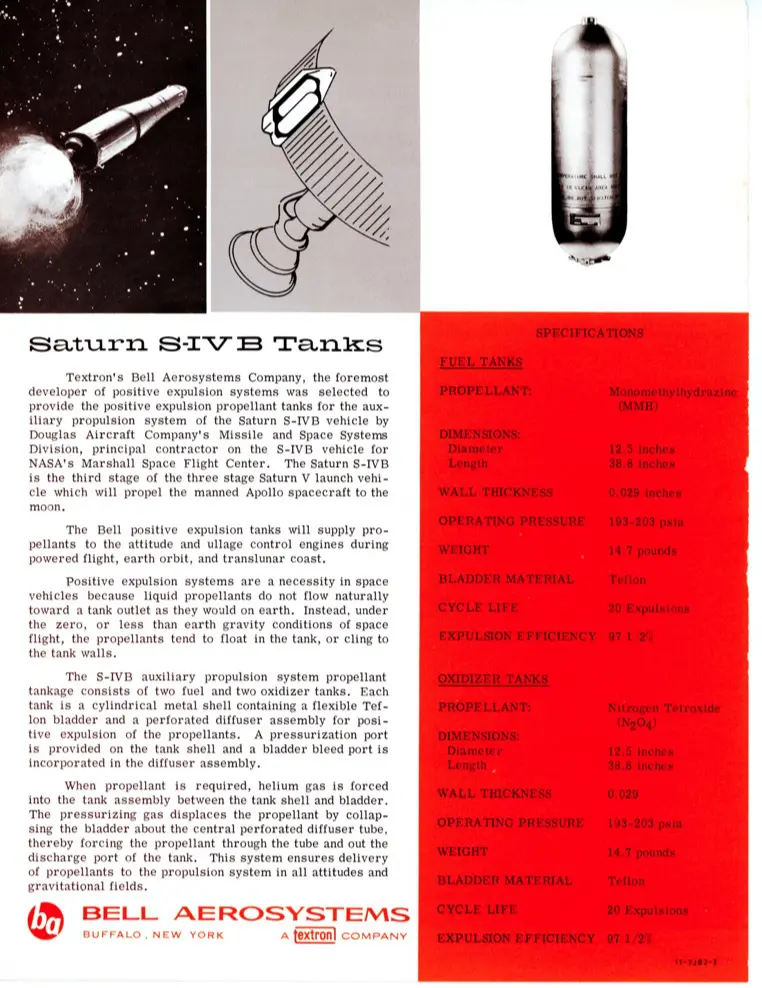 Saturn S-IVB Tanks
Textron's Bell Aerosystems Company, the foremost
developer of positive expulsion systems was selected to
provide the positive expulsion propellant tanks for the aux-
iliary propulsion system of the Saturn S-IVB vehicle by
Douglas Aircraft Company's Missile and Space Systems
Division, principal contractor on the S-IVB vehicle for
NASA's Marshall Space Flight Center. The Saturn S-IVB
is the third stage of the three stage Saturn V launch vehi-
cle which will propel the manned Apollo spacecraft to the
moon.
The Bell positive expulsion tanks will supply pro-
pellants to the attitude and ullage control engines during
powered flight, earth orbit, and translunar coast.
Positive expulsion systems are a necessity in space
vehicles because liquid propellants do not flow naturally
toward a tank outlet as they would on earth. Instead, under
the zero, or less than earth gravity conditions of space
flight, the propellants tend to float in the tank, or cling to
the tank walls.
The S-IVB auxiliary propulsion system propellant
tankage consists of two fuel and two oxidizer tanks. Each
tank is a cylindrical metal shell containing a flexible Tef-
lon bladder and a perforated diffuser assembly for posi-
tive expulsion of the propellants. A pressurization port
is provided on the tank shell and a bladder bleed port is
incorporated in the diffuser assembly.
When propellant is required, helium gas is forced
into the tank assembly between the tank shell and bladder.
The pressurizing gas displaces the propellant by collap-
sing the bladder about the central perforated diffuser tube,
thereby forcing the propellant through the tube and out the
discharge port of the tank. This system ensures delivery
of propellants to the propulsion system in all attitudes and
gravitational fields.
ba BELL AEROSYSTEMS
BUFFALO, NEW YORK A textron COMPANY
SPECIFICATIONS
FUEL TANKS
PROPELLANT: Monomethylhydrazine
(MMH)
DIMENSIONS:
Diameter 12.5 inches
Length 38.8 inches
WALL THICKNESS 0.029 inches
OPERATING PRESSURE 193-203 psia
WEIGHT 14.7 pounds
BLADDER MATERIAL Teflon
CYCLE LIFE 20 Expulsions
EXPULSION EFFICIENCY 97 1 2%
OXIDIZER TANKS
PROPELLANT: Nitrogen Tetroxide
(N2O4)
DIMENSIONS:
Diameter 12.5 inches
Length 38.8 inches
WALL THICKNESS 0.029
OPERATING PRESSURE 193-203 psia
WEIGHT 14.7 pounds
BLADDER MATERIAL Teflon
CYCLE LIFE 20 Expulsions
EXPULSION EFFICIENCY 97 1/2%